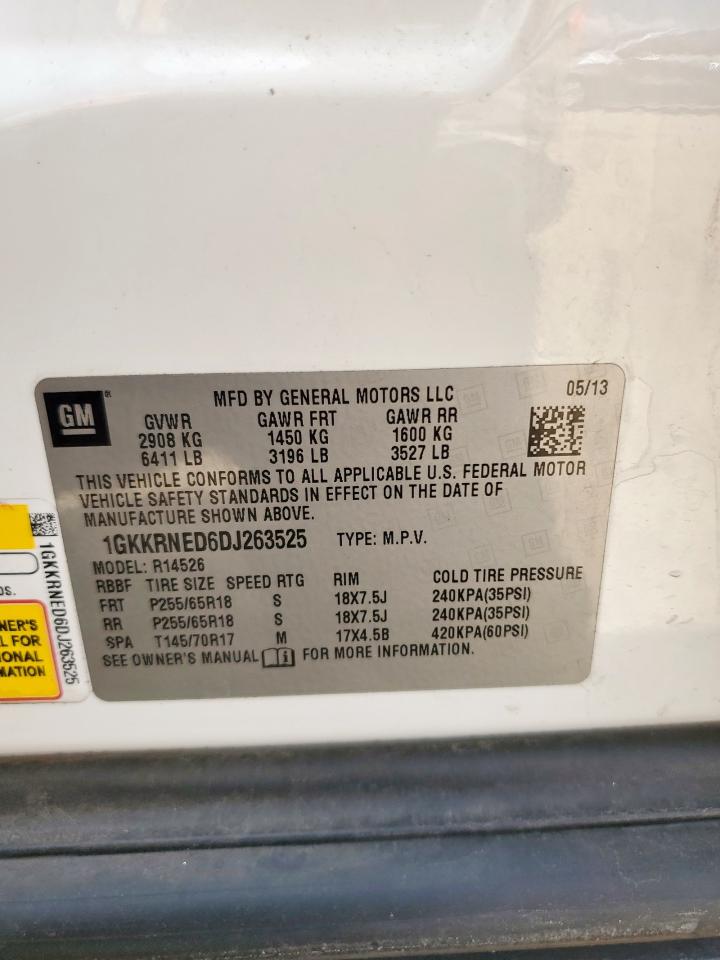 GM
MFD BY GENERAL MOTORS LLC 05/13
GVWR GAWR FRT GAWR RR
2908 KG 1450 KG 1600 KG
6411 LB 3196 LB 3527 LB
THIS VEHICLE CONFORMS TO ALL APPLICABLE U.S. FEDERAL MOTOR
VEHICLE SAFETY STANDARDS IN EFFECT ON THE DATE OF
MANUFACTURE SHOWN ABOVE.
1GKKRNED6DJ263525 TYPE: M.P.V.
MODEL: R14526
RBBF TIRE SIZE SPEED RTG RIM COLD TIRE PRESSURE
FRT P255/65R18 S 18X7.5J 240KPA(35PSI)
RR P255/65R18 S 18X7.5J 240KPA(35PSI)
SPA T145/70R17 M 17X4.5B 420KPA(60PSI)
SEE OWNER'S MANUAL FOR MORE INFORMATION.
1GKKRNED6DJ263525